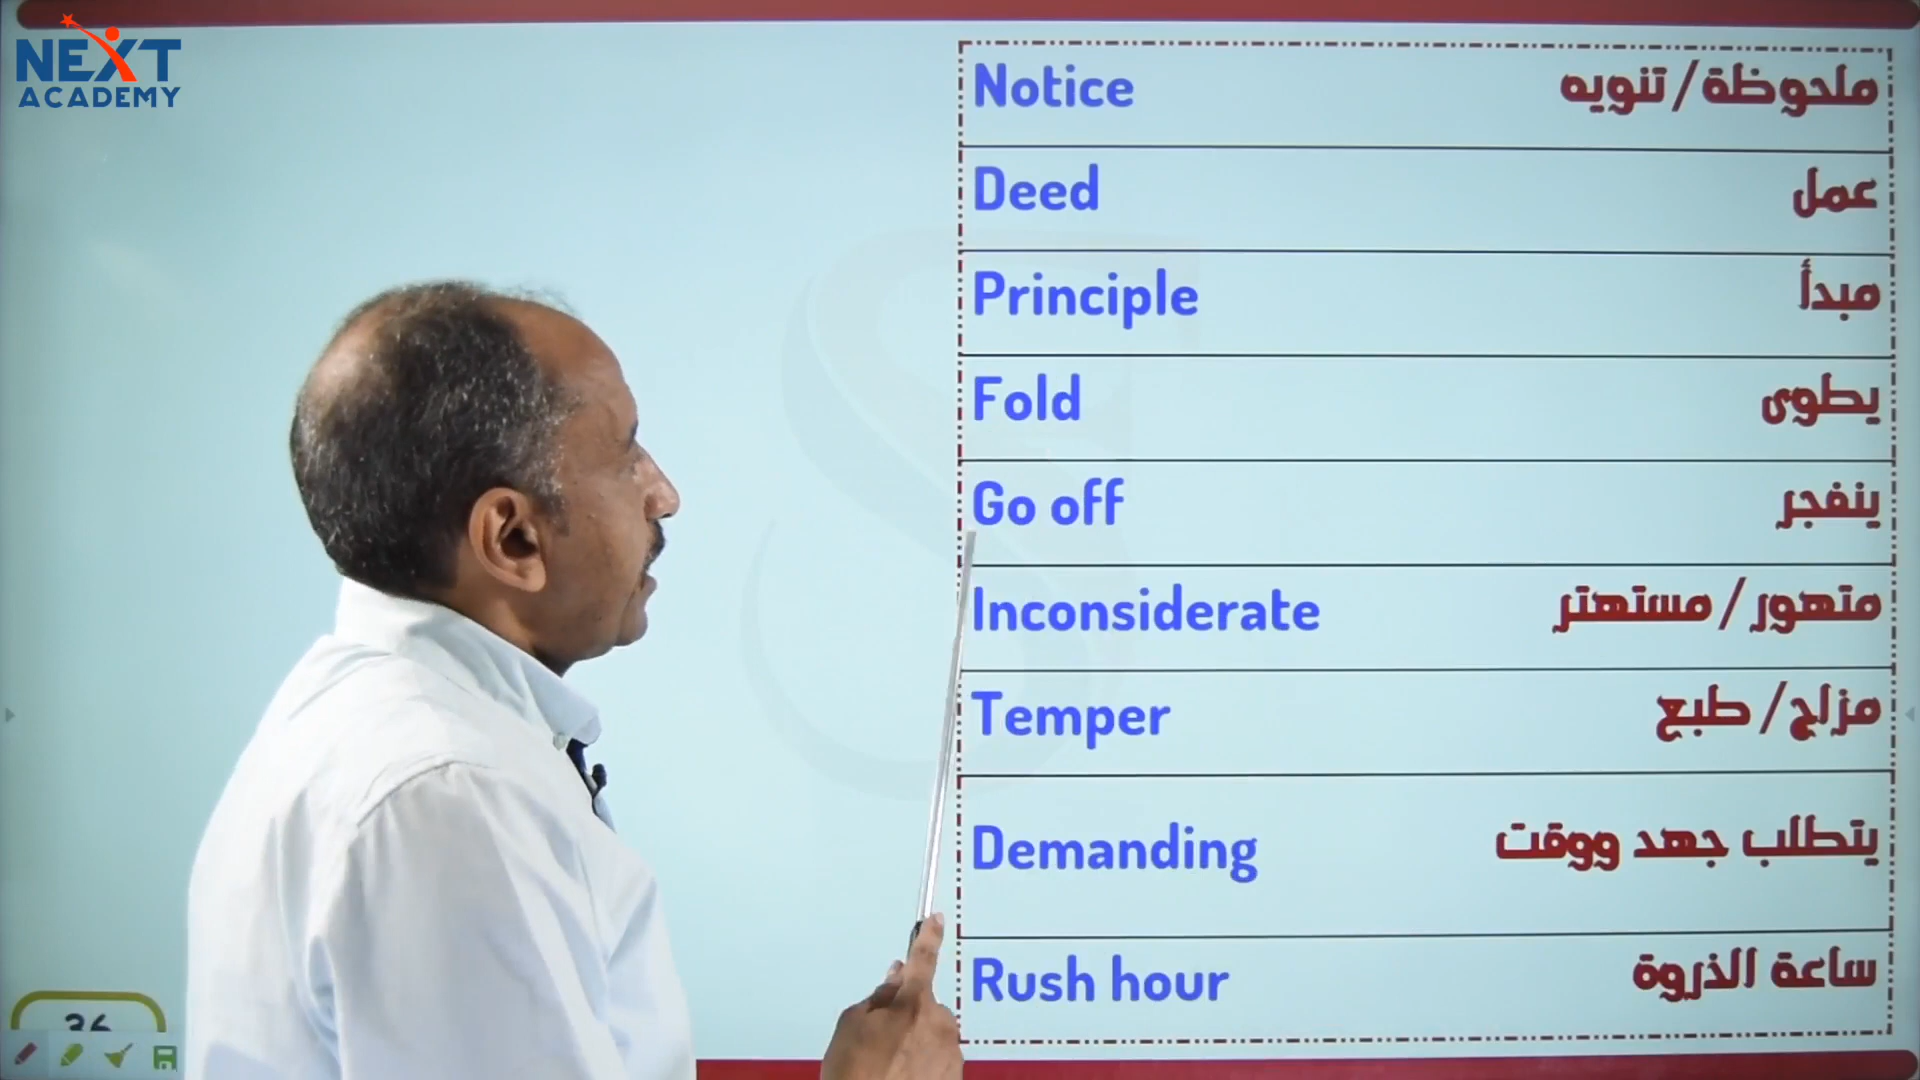 NEXT
ACADEMY
Notice ملحوظة/تنويه
Deed عمل
Principle مبدأ
Fold يطوى
Go off ينفجر
Inconsiderate متهور/مستهتر
Temper مزاج/طبع
Demanding يتطلب جهد ووقت
Rush hour ساعة الذروة
36